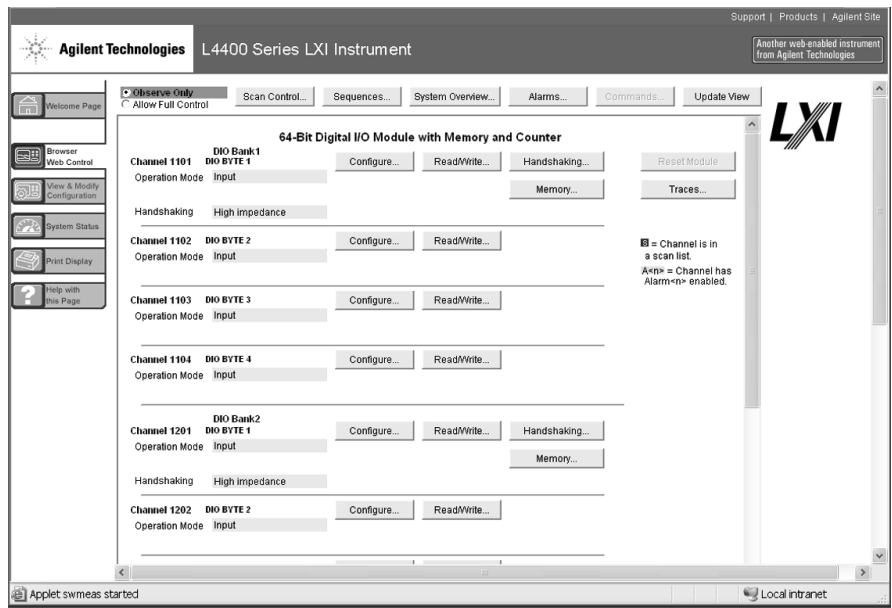 Support | Products | Agilent Site
Agilent Technologies
L4400 Series LXI Instrument
Another web-enabled instrument
from Agilent Technologies
Welcome Page
Browser
Web Control
View & Modify
Configuration
System Status
Print Display
Help with
this Page
Observe Only
Allow Full Control
Scan Control...
Sequences...
System Overview...
Alarms...
Commands...
Update View
LXI
64-Bit Digital I/O Module with Memory and Counter
DIO Bank1
Channel 1101 DIO BYTE 1 Configure... Read/Write... Handshaking... Reset Module
Operation Mode Input Memory... Traces...
Handshaking High impedance
Channel 1102 DIO BYTE 2 Configure... Read/Write...
Operation Mode Input
S = Channel is in
a scan list.
A<n> = Channel has
Alarm<n> enabled.
Channel 1103 DIO BYTE 3 Configure... Read/Write...
Operation Mode Input
Channel 1104 DIO BYTE 4 Configure... Read/Write...
Operation Mode Input
DIO Bank2
Channel 1201 DIO BYTE 1 Configure... Read/Write... Handshaking...
Operation Mode Input Memory...
Handshaking High impedance
Channel 1202 DIO BYTE 2 Configure... Read/Write...
Operation Mode Input
Applet swmeas started
Local intranet